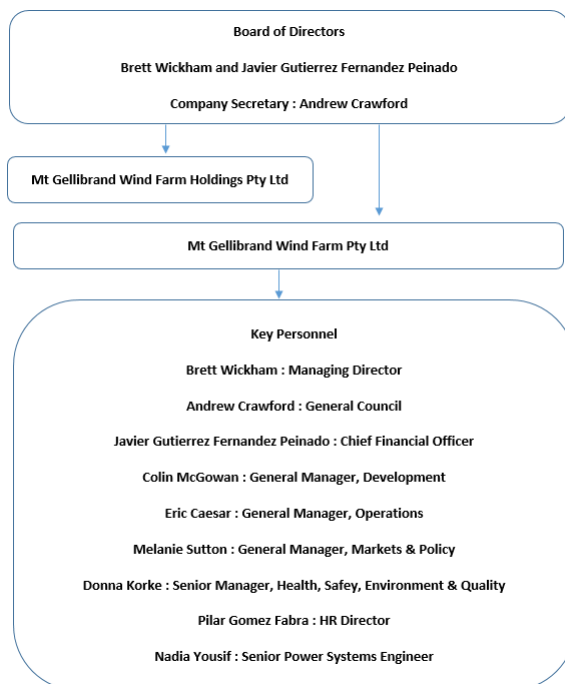 Board of Directors
Brett Wickham and Javier Gutierrez Fernandez Peinado
Company Secretary : Andrew Crawford
Mt Gellibrand Wind Farm Holdings Pty Ltd
Mt Gellibrand Wind Farm Pty Ltd
Key Personnel
Brett Wickham : Managing Director
Andrew Crawford : General Council
Javier Gutierrez Fernandez Peinado : Chief Financial Officer
Colin McGowan : General Manager, Development
Eric Caesar : General Manager, Operations
Melanie Sutton : General Manager, Markets & Policy
Donna Korke : Senior Manager, Health, Safey, Environment & Quality
Pilar Gomez Fabra : HR Director
Nadia Yousif : Senior Power Systems Engineer